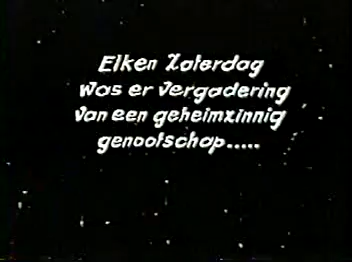 Elken Zaterdag
was er vergadering
van een geheimzinnig
genootschap.....